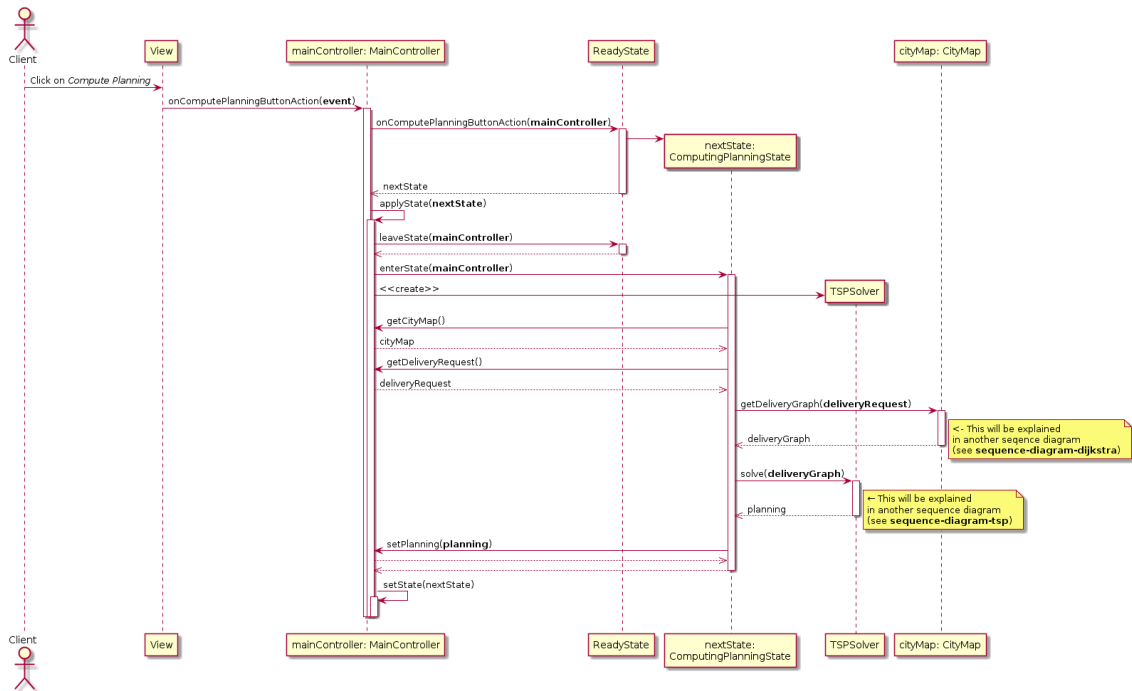 Client
View
mainController: MainController
ReadyState
cityMap: CityMap
Click on Compute Planning
onComputePlanningButtonAction(event)
onComputePlanningButtonAction(mainController)
nextState:
ComputingPlanningState
nextState
applyState(nextState)
leaveState(mainController)
enterState(mainController)
<<create>>
TSPSolver
getCityMap()
cityMap
getDeliveryRequest()
deliveryRequest
getDeliveryGraph(deliveryRequest)
<- This will be explained
in another seqence diagram
(see sequence-diagram-dijkstra)
deliveryGraph
solve(deliveryGraph)
← This will be explained
in another sequence diagram
(see sequence-diagram-tsp)
planning
setPlanning(planning)
setState(nextState)
Client
View
mainController: MainController
ReadyState
nextState:
ComputingPlanningState
TSPSolver
cityMap: CityMap